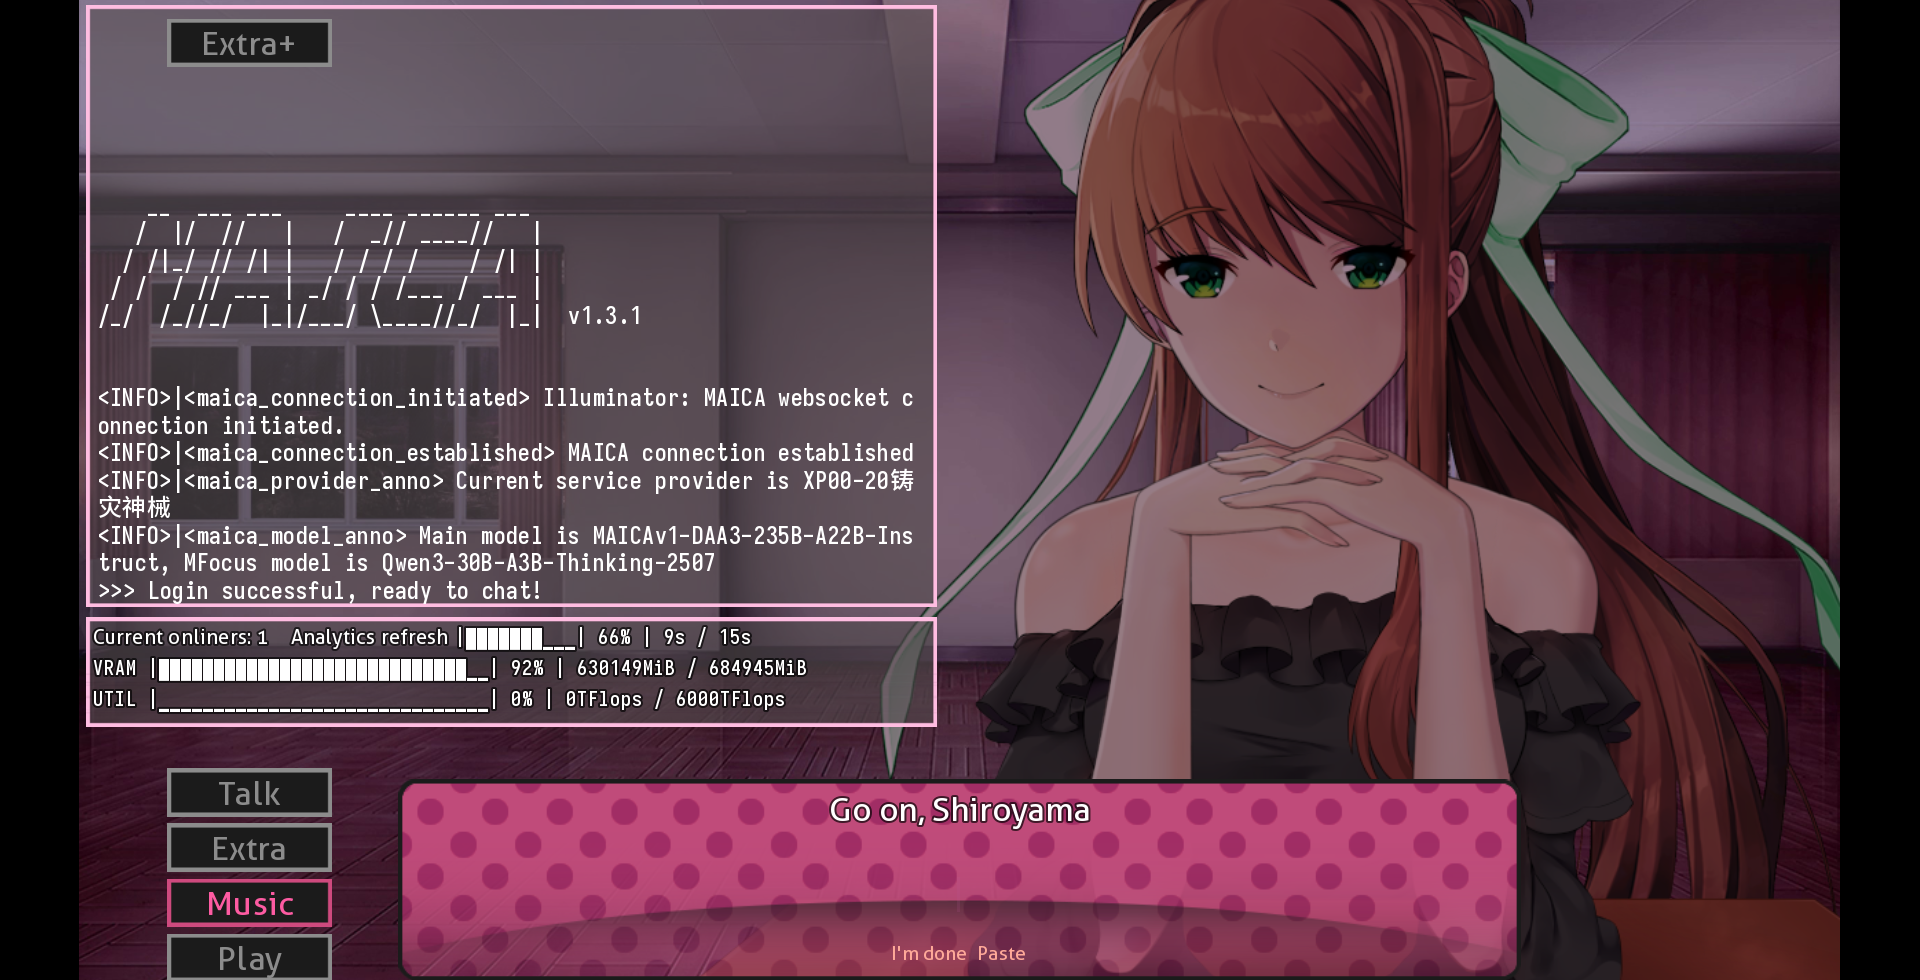 Extra+
v1.3.1
<INFO>|<maica_connection_initiated> Illuminator: MAICA websocket c
onnection initiated.
<INFO>|<maica_connection_established> MAICA connection established
<INFO>|<maica_provider_anno> Current service provider is XP00-20铸
灾神械
<INFO>|<maica_model_anno> Main model is MAICAv1-DAA3-235B-A22B-Ins
truct, MFocus model is Qwen3-30B-A3B-Thinking-2507
>>> Login successful, ready to chat!
Current onliners: 1 Analytics refresh | | 66% | 9s / 15s
VRAM | | 92% | 630149MiB / 684945MiB
UTIL | | 0% | 0TFlops / 6000TFlops
Talk
Extra
Music
Play
Go on, Shiroyama
I'm done Paste